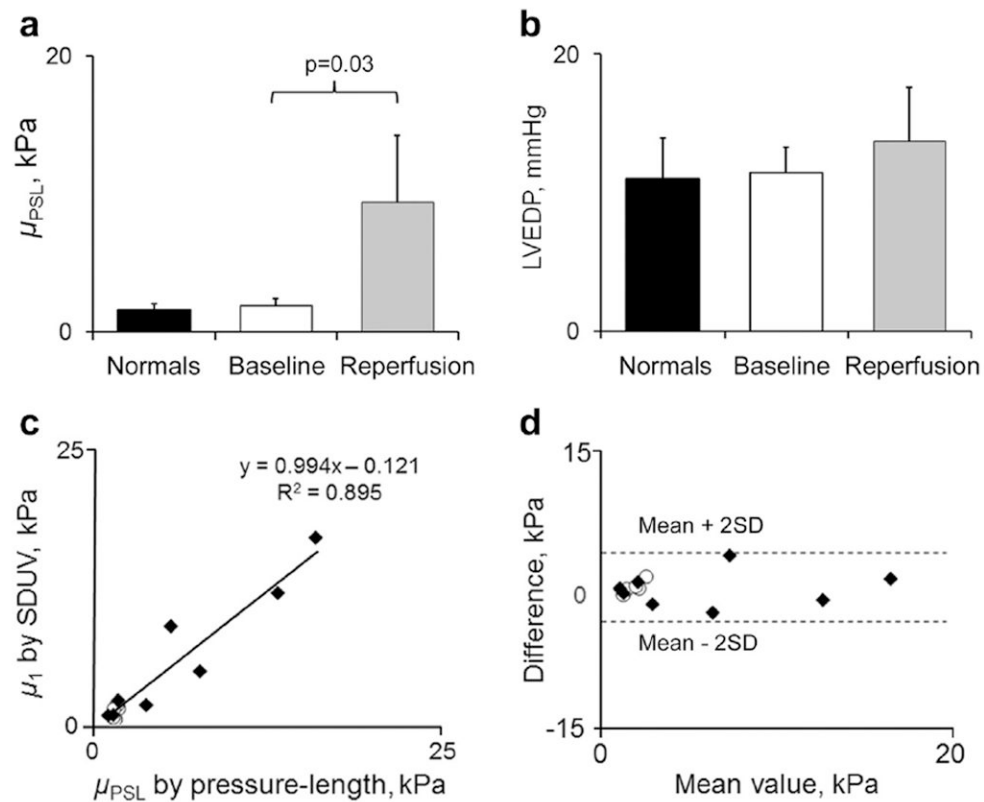 a
20
p=0.03
μPSL, kPa
0
Normals Baseline Reperfusion
b
20
LVEDP, mmHg
0
Normals Baseline Reperfusion
c
25
y = 0.994x – 0.121
R² = 0.895
μ1 by SDUV, kPa
0
0 25
μPSL by pressure-length, kPa
d
15
Mean + 2SD
Difference, kPa
0
Mean - 2SD
-15
0 20
Mean value, kPa